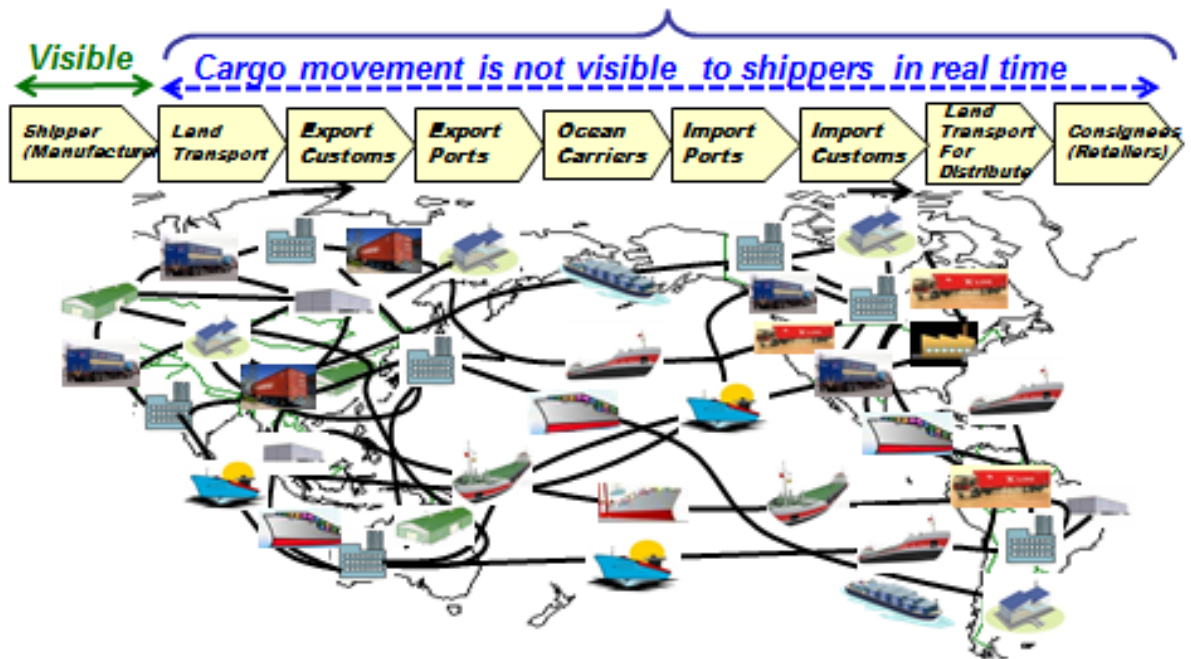 Visible
Cargo movement is not visible to shippers in real time
Shipper
(Manufacturer
Land
Transport
Export
Customs
Export
Ports
Ocean
Carriers
Import
Ports
Import
Customs
Land
Transport
For
Distribute
Consignees
(Retailers)